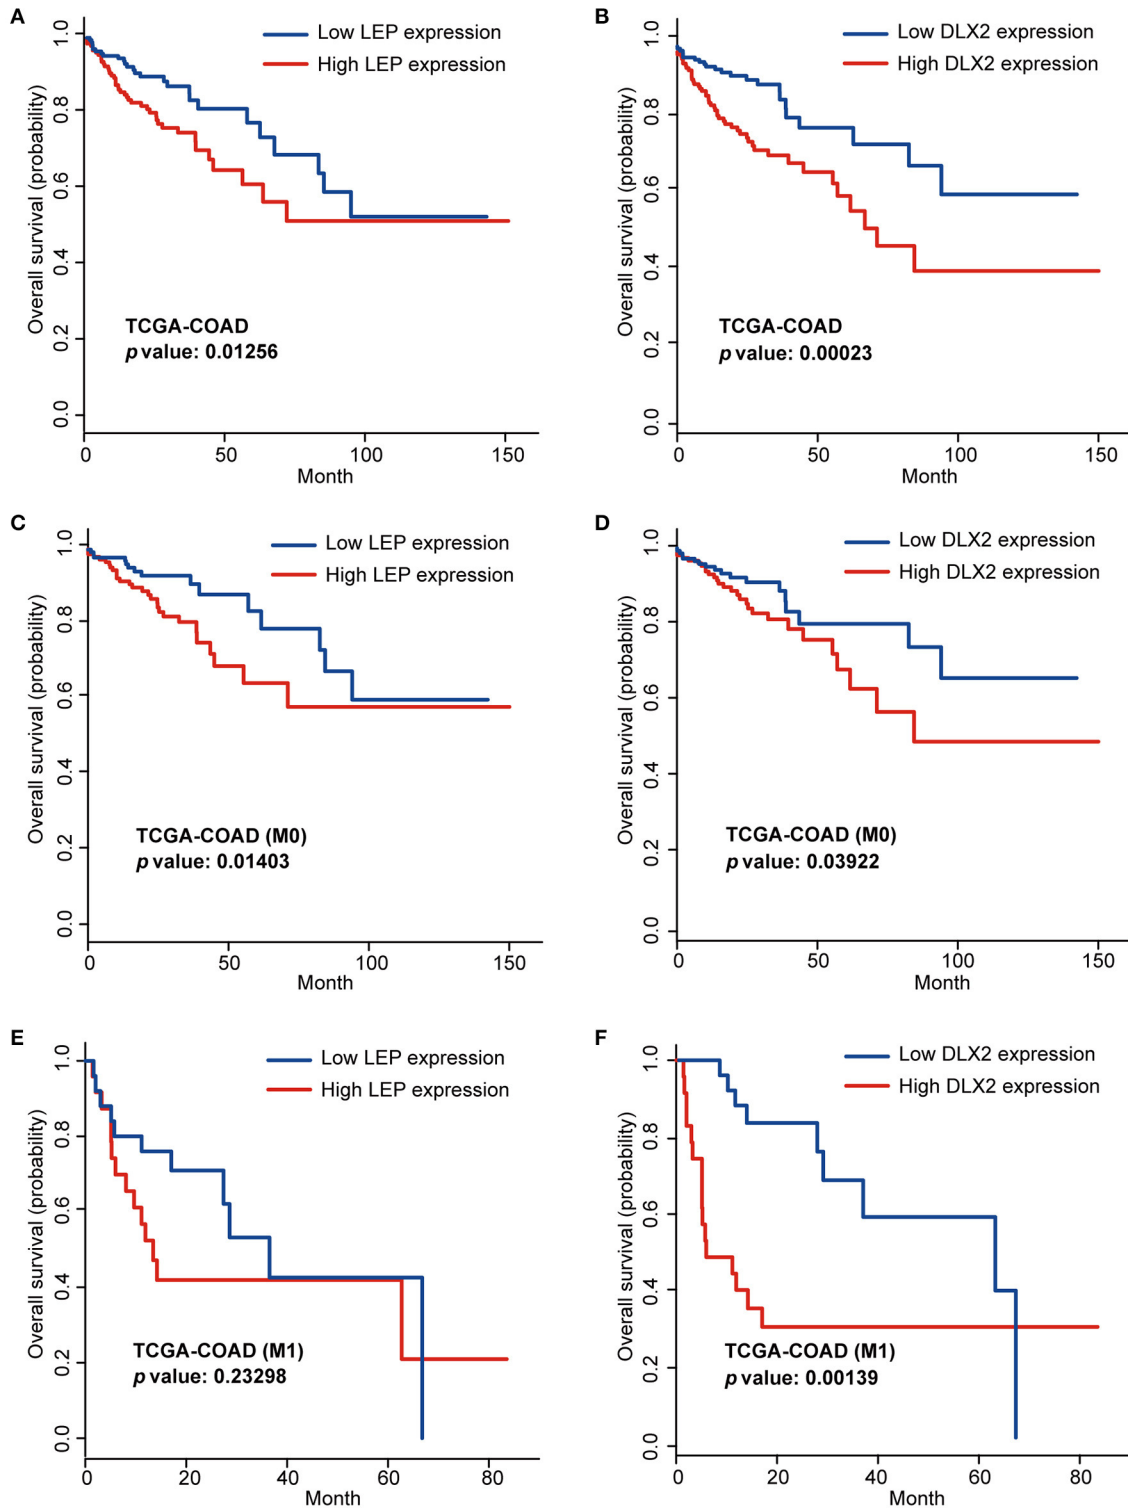 A
Low LEP expression
High LEP expression
Overall survival (probability)
1.0
0.8
0.6
0.4
0.2
0.0
TCGA-COAD
p value: 0.01256
0 50 100 150
Month
B
Low DLX2 expression
High DLX2 expression
Overall survival (probability)
1.0
0.8
0.6
0.4
0.2
0.0
TCGA-COAD
p value: 0.00023
0 50 100 150
Month
C
Low LEP expression
High LEP expression
Overall survival (probability)
1.0
0.8
0.6
0.4
0.2
0.0
TCGA-COAD (M0)
p value: 0.01403
0 50 100 150
Month
D
Low DLX2 expression
High DLX2 expression
Overall survival (probability)
1.0
0.8
0.6
0.4
0.2
0.0
TCGA-COAD (M0)
p value: 0.03922
0 50 100 150
Month
E
Low LEP expression
High LEP expression
Overall survival (probability)
1.0
0.8
0.6
0.4
0.2
0.0
TCGA-COAD (M1)
p value: 0.23298
0 20 40 60 80
Month
F
Low DLX2 expression
High DLX2 expression
Overall survival (probability)
1.0
0.8
0.6
0.4
0.2
0.0
TCGA-COAD (M1)
p value: 0.00139
0 20 40 60 80
Month